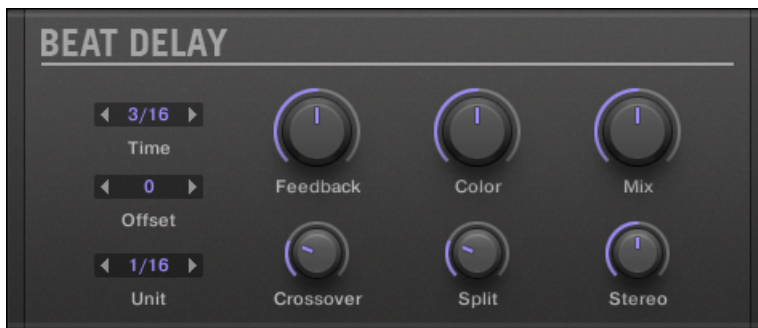 BEAT DELAY
3/16
Time
0
Offset
1/16
Unit
Feedback
Color
Mix
Crossover
Split
Stereo